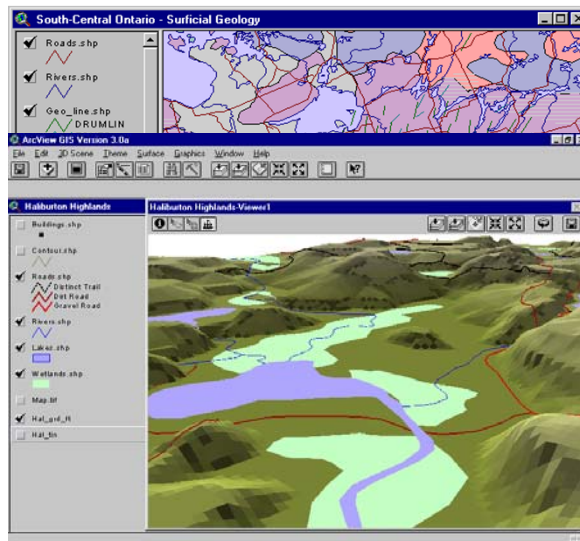 South-Central Ontario - Surficial Geology
Roads.shp
Rivers.shp
Geo_line.shp
DRUMLIN
ArcView GIS Version 3.0a
File Edit 3D Scene Theme Surface Graphics Window Help
Haliburton Highlands
Haliburton Highlands-Viewer1
Buildings.shp
Contour.shp
Roads.shp
Distinct Trail
Dirt Road
Gravel Road
Rivers.shp
Lakes.shp
Wetlands.shp
Map.tif
Hal_tin